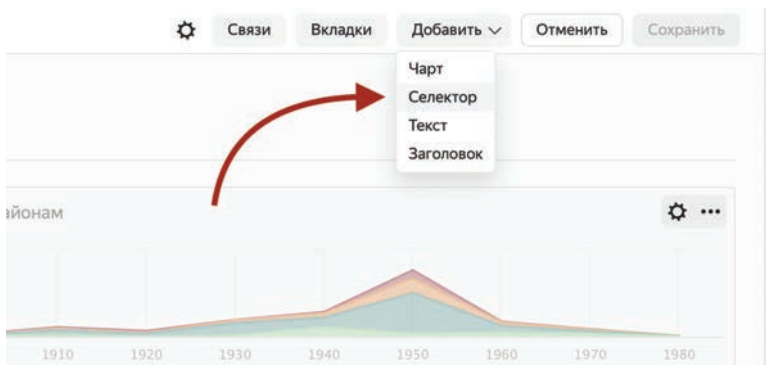 Связи Вкладки Добавить Отменить Сохранить
Чарт
Селектор
Текст
Заголовок
айонам
1910 1920 1930 1940 1950 1960 1970 1980